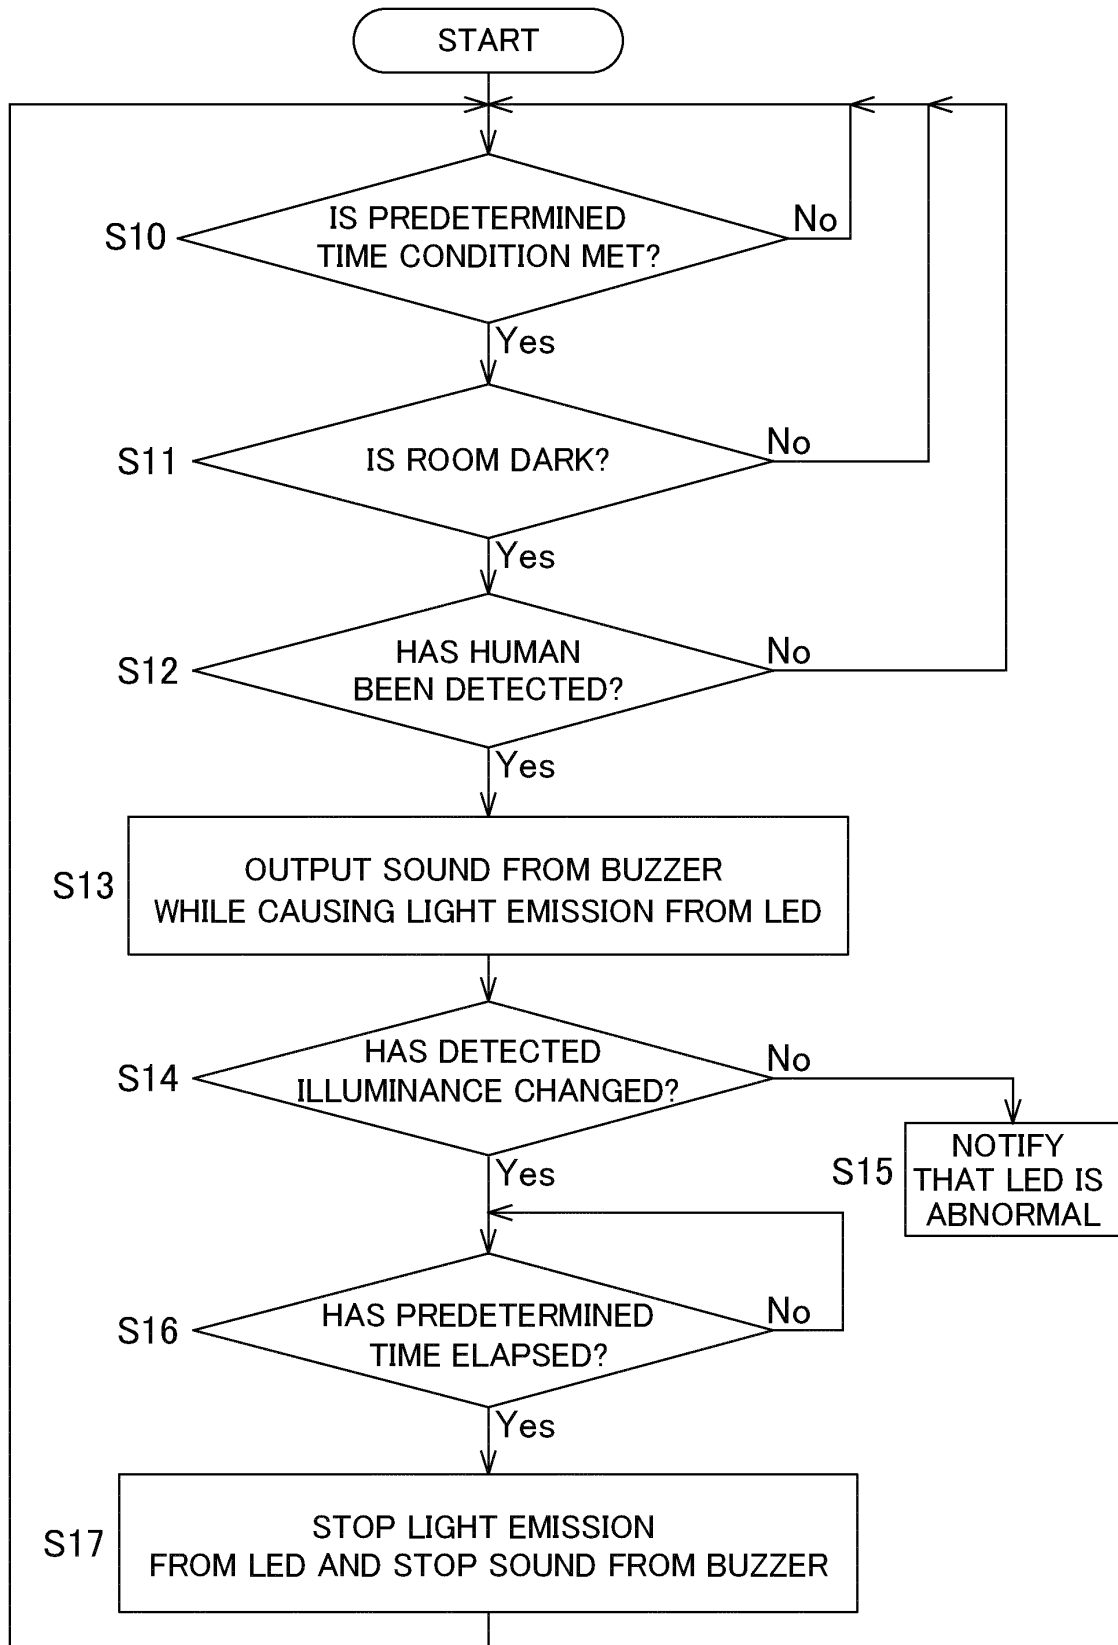 START
S10
IS PREDETERMINED
TIME CONDITION MET?
No
Yes
S11
IS ROOM DARK?
No
Yes
S12
HAS HUMAN
BEEN DETECTED?
No
Yes
S13
OUTPUT SOUND FROM BUZZER
WHILE CAUSING LIGHT EMISSION FROM LED
S14
HAS DETECTED
ILLUMINANCE CHANGED?
No
Yes
S15
NOTIFY
THAT LED IS
ABNORMAL
S16
HAS PREDETERMINED
TIME ELAPSED?
No
Yes
S17
STOP LIGHT EMISSION
FROM LED AND STOP SOUND FROM BUZZER